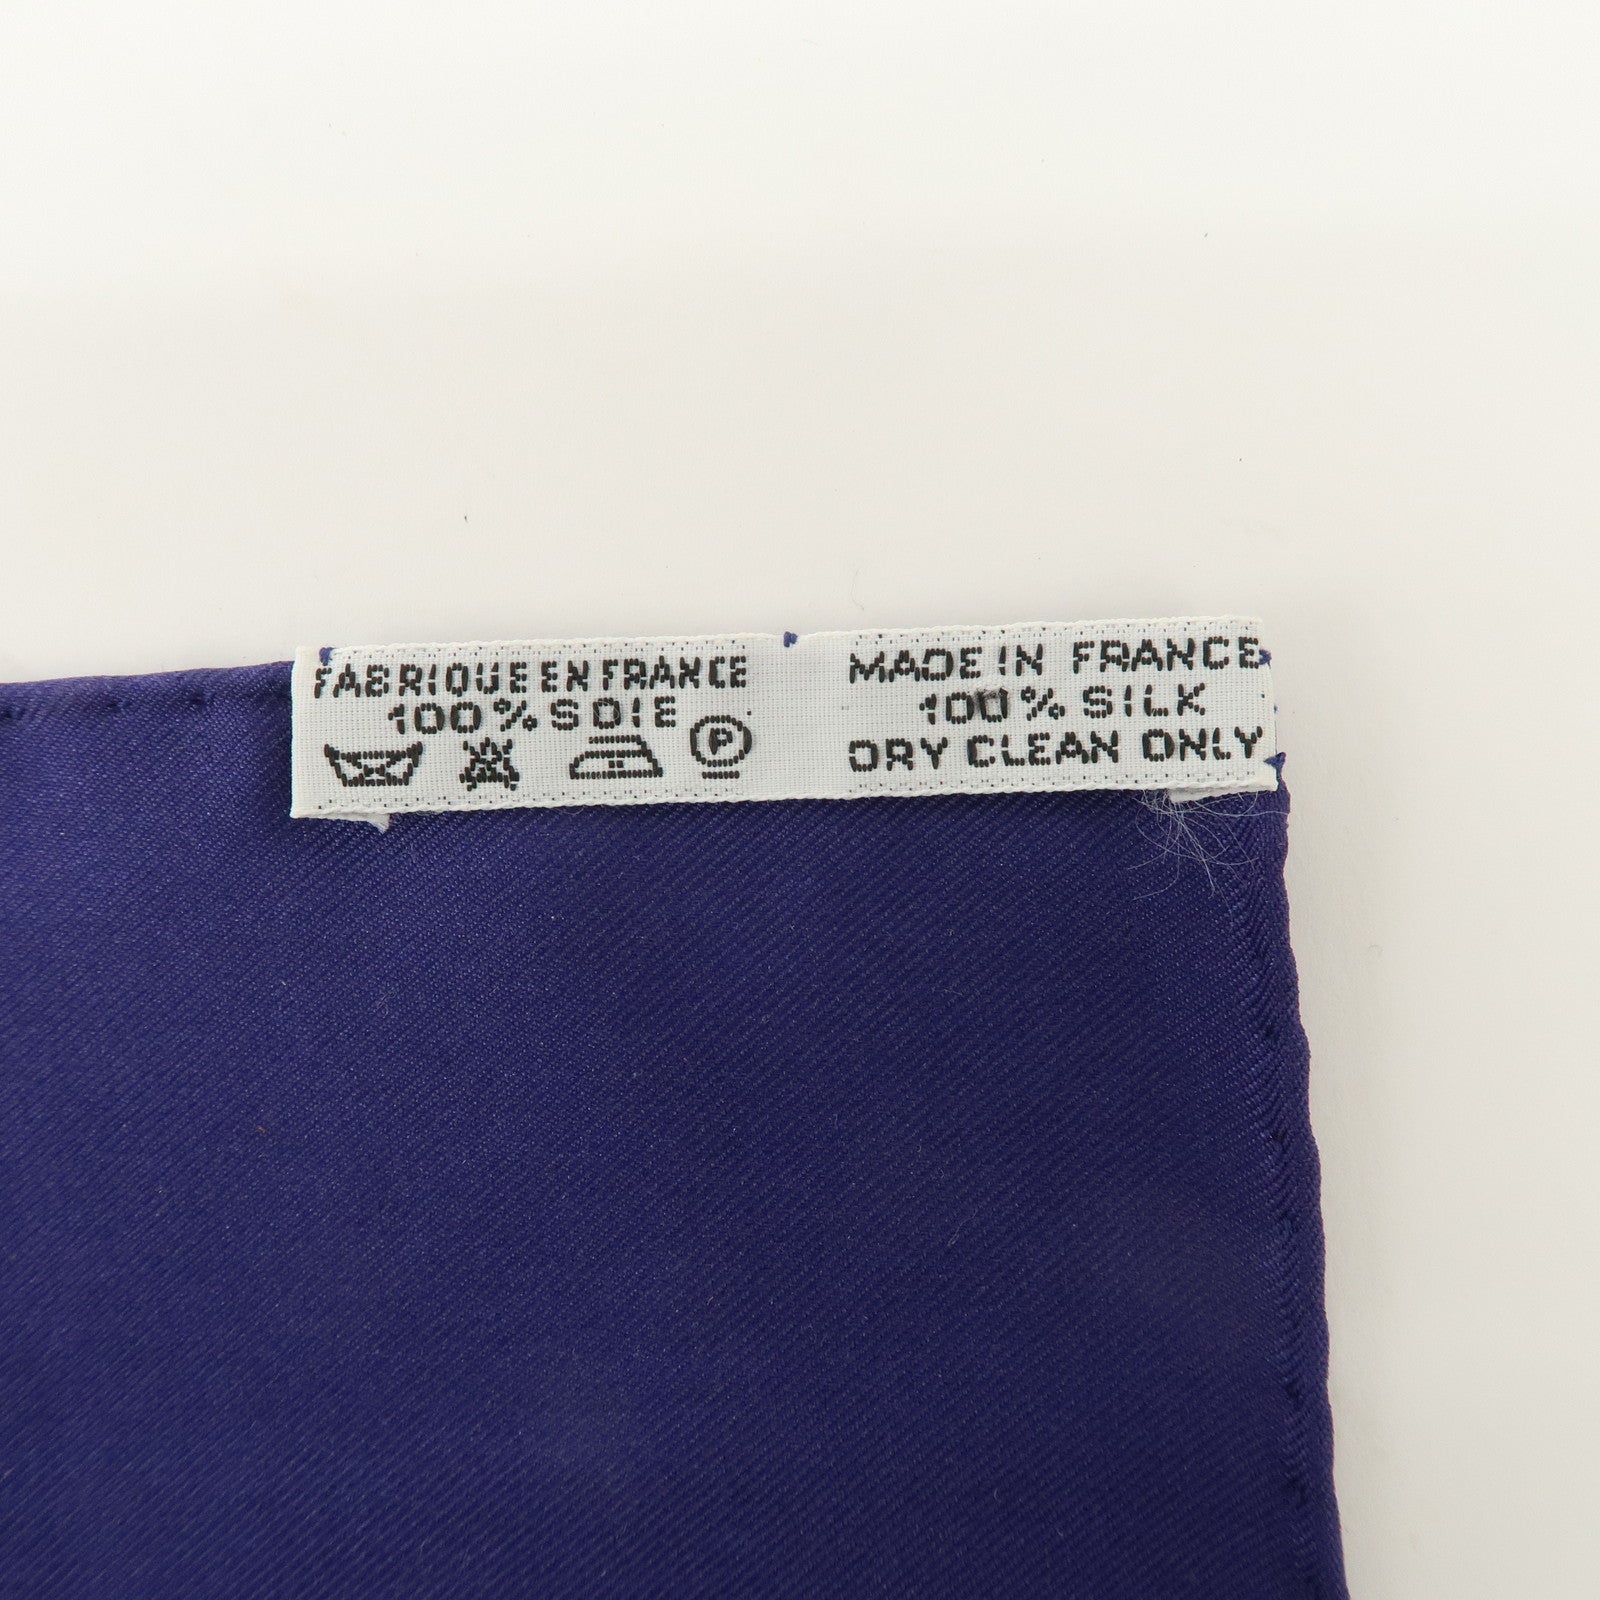 FABRIQUE EN FRANCE
100% SOIE
P
MADE IN FRANCE
100% SILK
DRY CLEAN ONLY